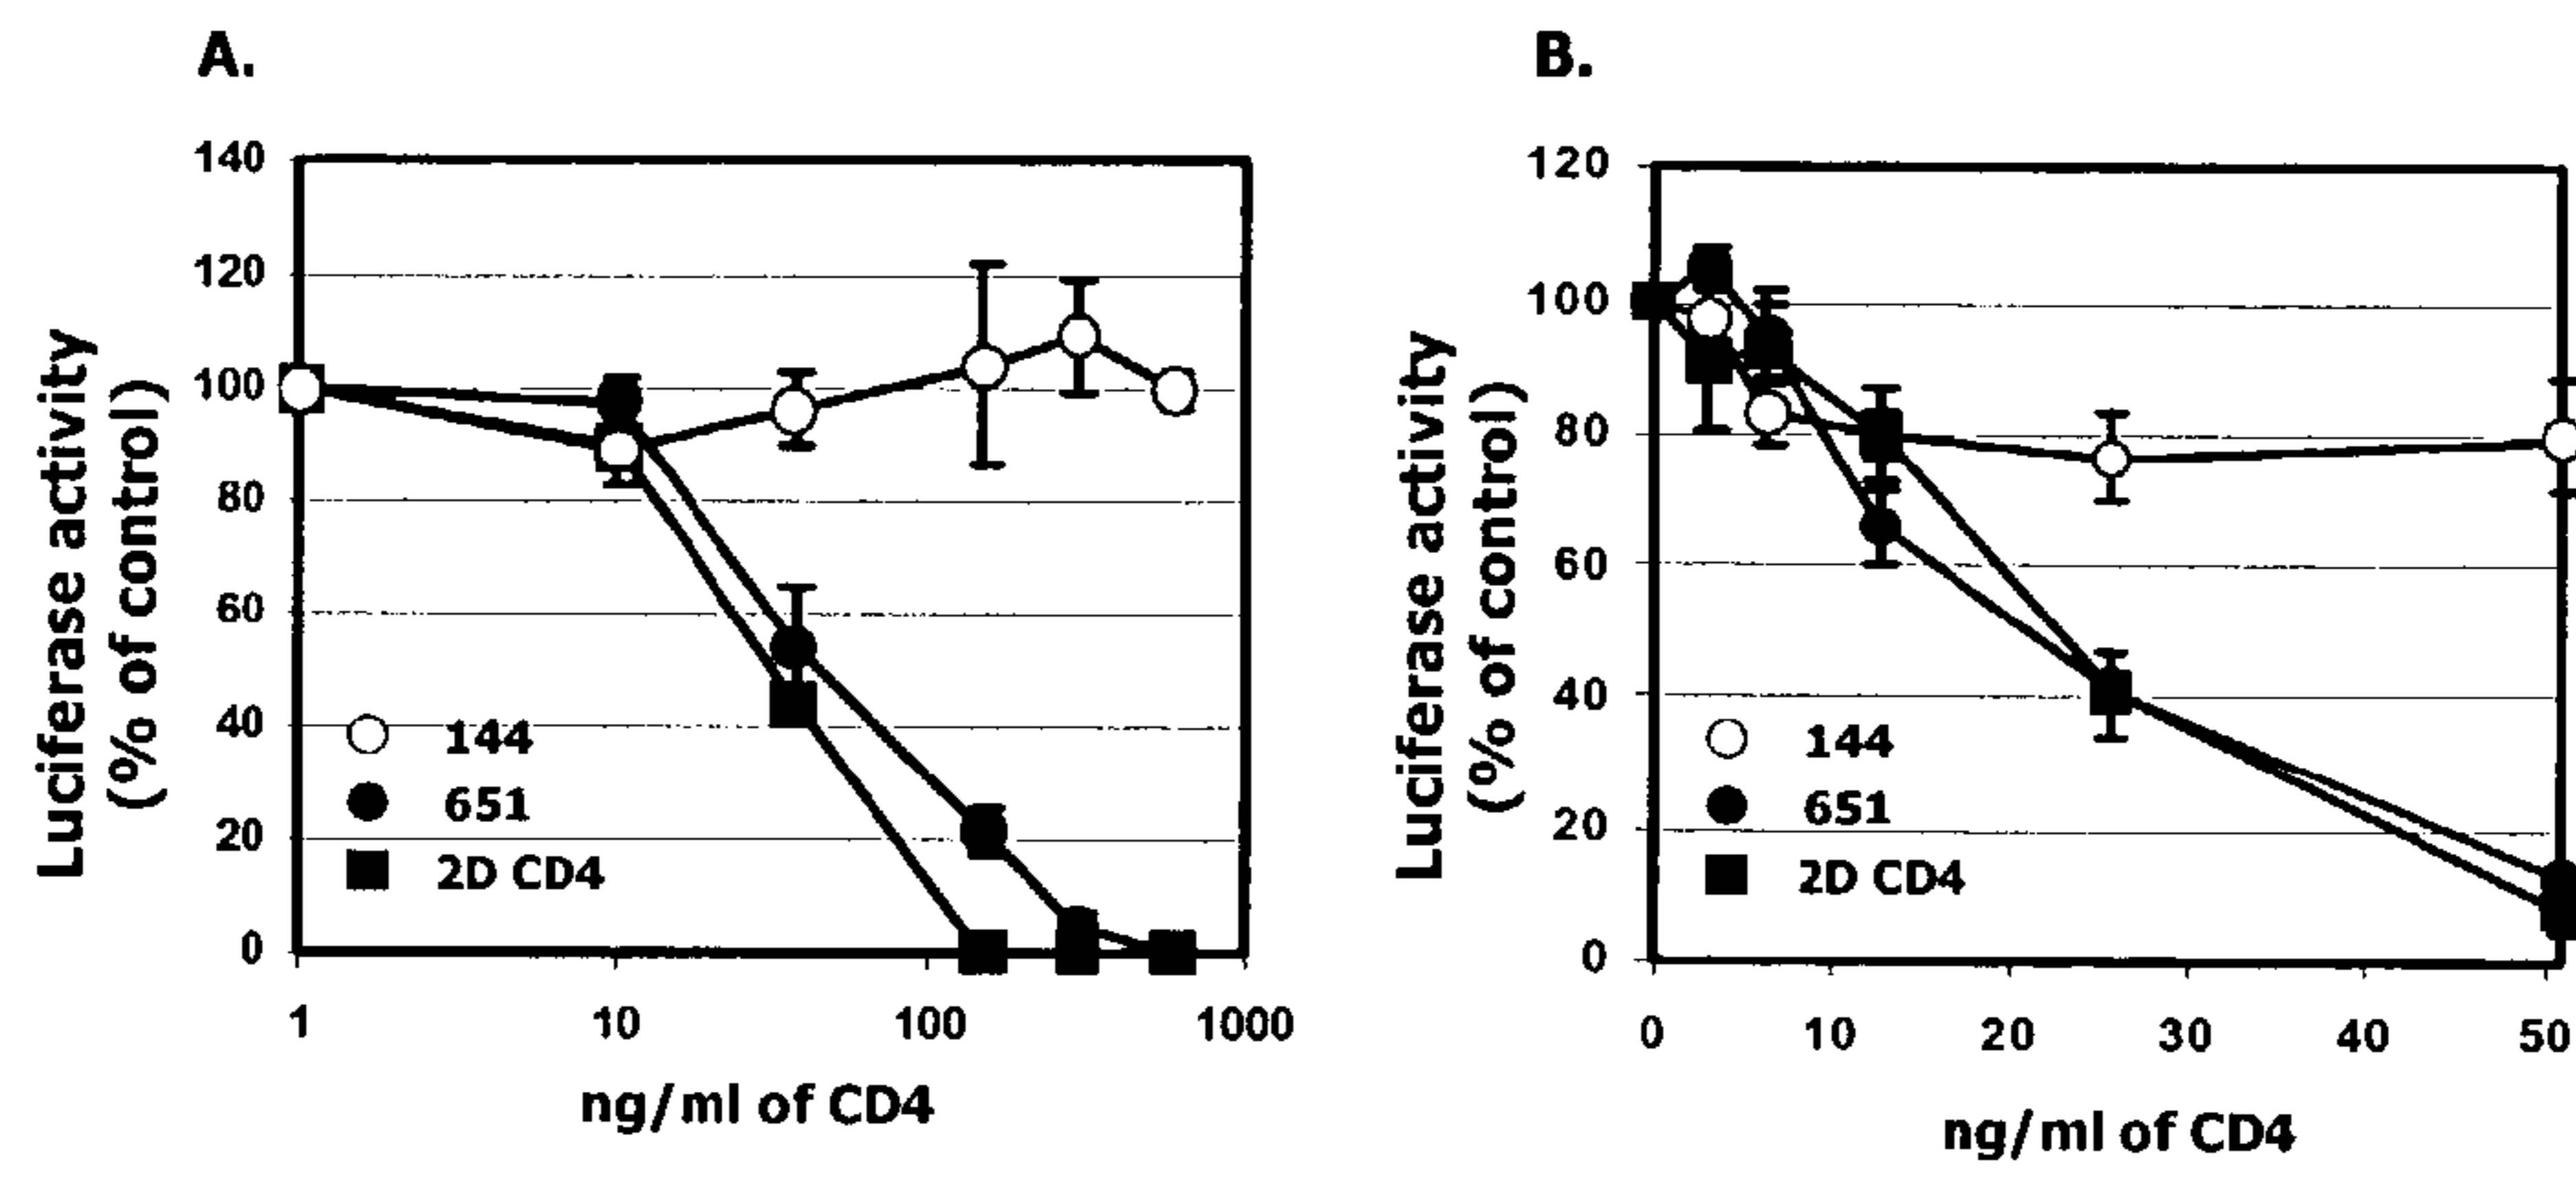 A.
Luciferase activity
(% of control)
140
120
100
80
60
40
20
0
144
651
2D CD4
1 10 100 1000
ng/ml of CD4
B.
Luciferase activity
(% of control)
120
100
80
60
40
20
0
144
651
2D CD4
0 10 20 30 40 50
ng/ml of CD4